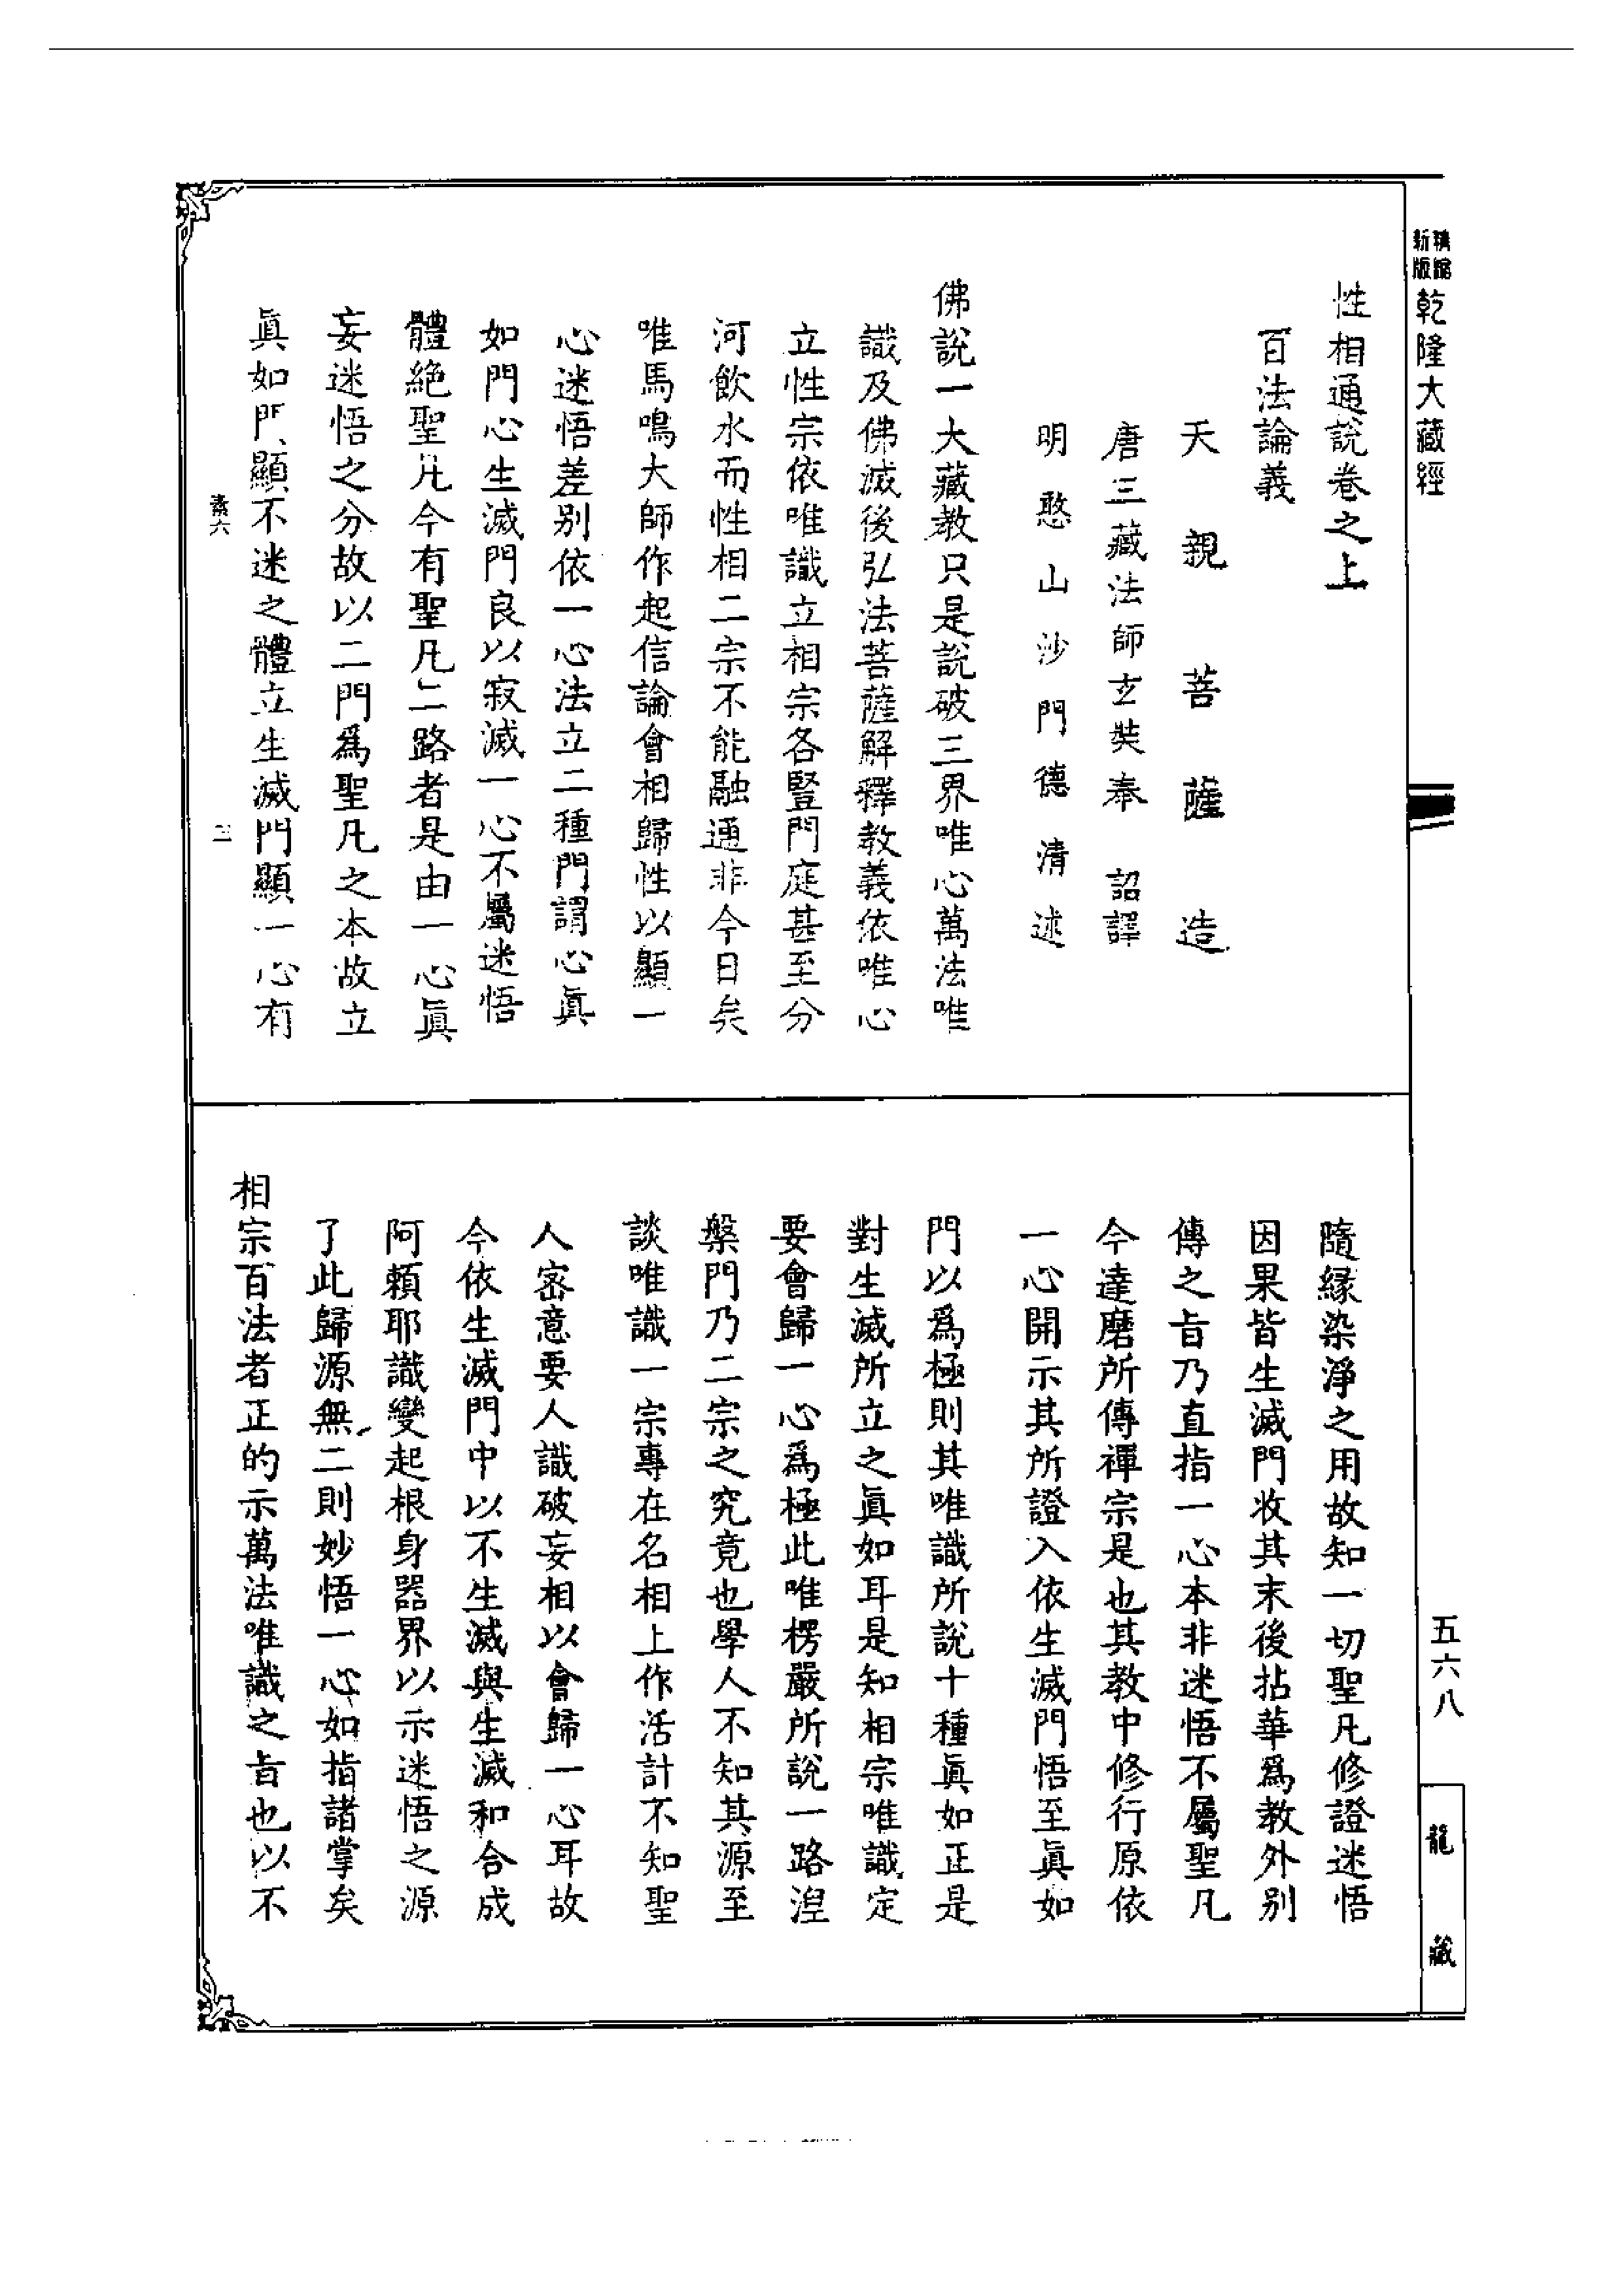 新版
精縮
乾隆大藏經
性相通說卷之上
百法論義
天親菩薩造
唐三藏法師玄奘奉 詔譯
明憨山沙門德清述
佛說一大藏教只是說破三界唯心萬法唯
識及佛滅後弘法菩薩解釋教義依唯心
立性宗依唯識立相宗各豎門庭甚至分
河飲水而性相二宗不能融通非今日矣
唯馬鳴大師作起信論會相歸性以顯一
心迷悟差別依一心法立二種門謂心眞
如門心生滅門良以寂滅一心不屬迷悟
體絕聖凡今有聖凡二路者是由一心眞
妄迷悟之分故以二門爲聖凡之本故立
眞如門顯不迷之體立生滅門顯一心有
素六
隨緣染淨之用故知一切聖凡修證迷悟
因果皆生滅門收其末後拈華爲教外別
傳之旨乃直指一心本非迷悟不屬聖凡
今達磨所傳禪宗是也其教中修行原依
一心開示其所證入依生滅門悟至眞如
門以爲極則其唯識所說十種眞如正是
對生滅所立之眞如耳是知相宗唯識定
要會歸一心爲極此唯楞嚴所說一路湼
槃門乃二宗之究竟也學人不知其源至
談唯識一宗專在名相上作活計不知聖
人密意要人識破妄相以會歸一心耳故
今依生滅門中以不生滅與生滅和合成
阿賴耶識變起根身器界以示迷悟之源
了此歸源無二則妙悟一心如指諸掌矣
相宗百法者正的示萬法唯識之旨也以不
五六八
龍藏